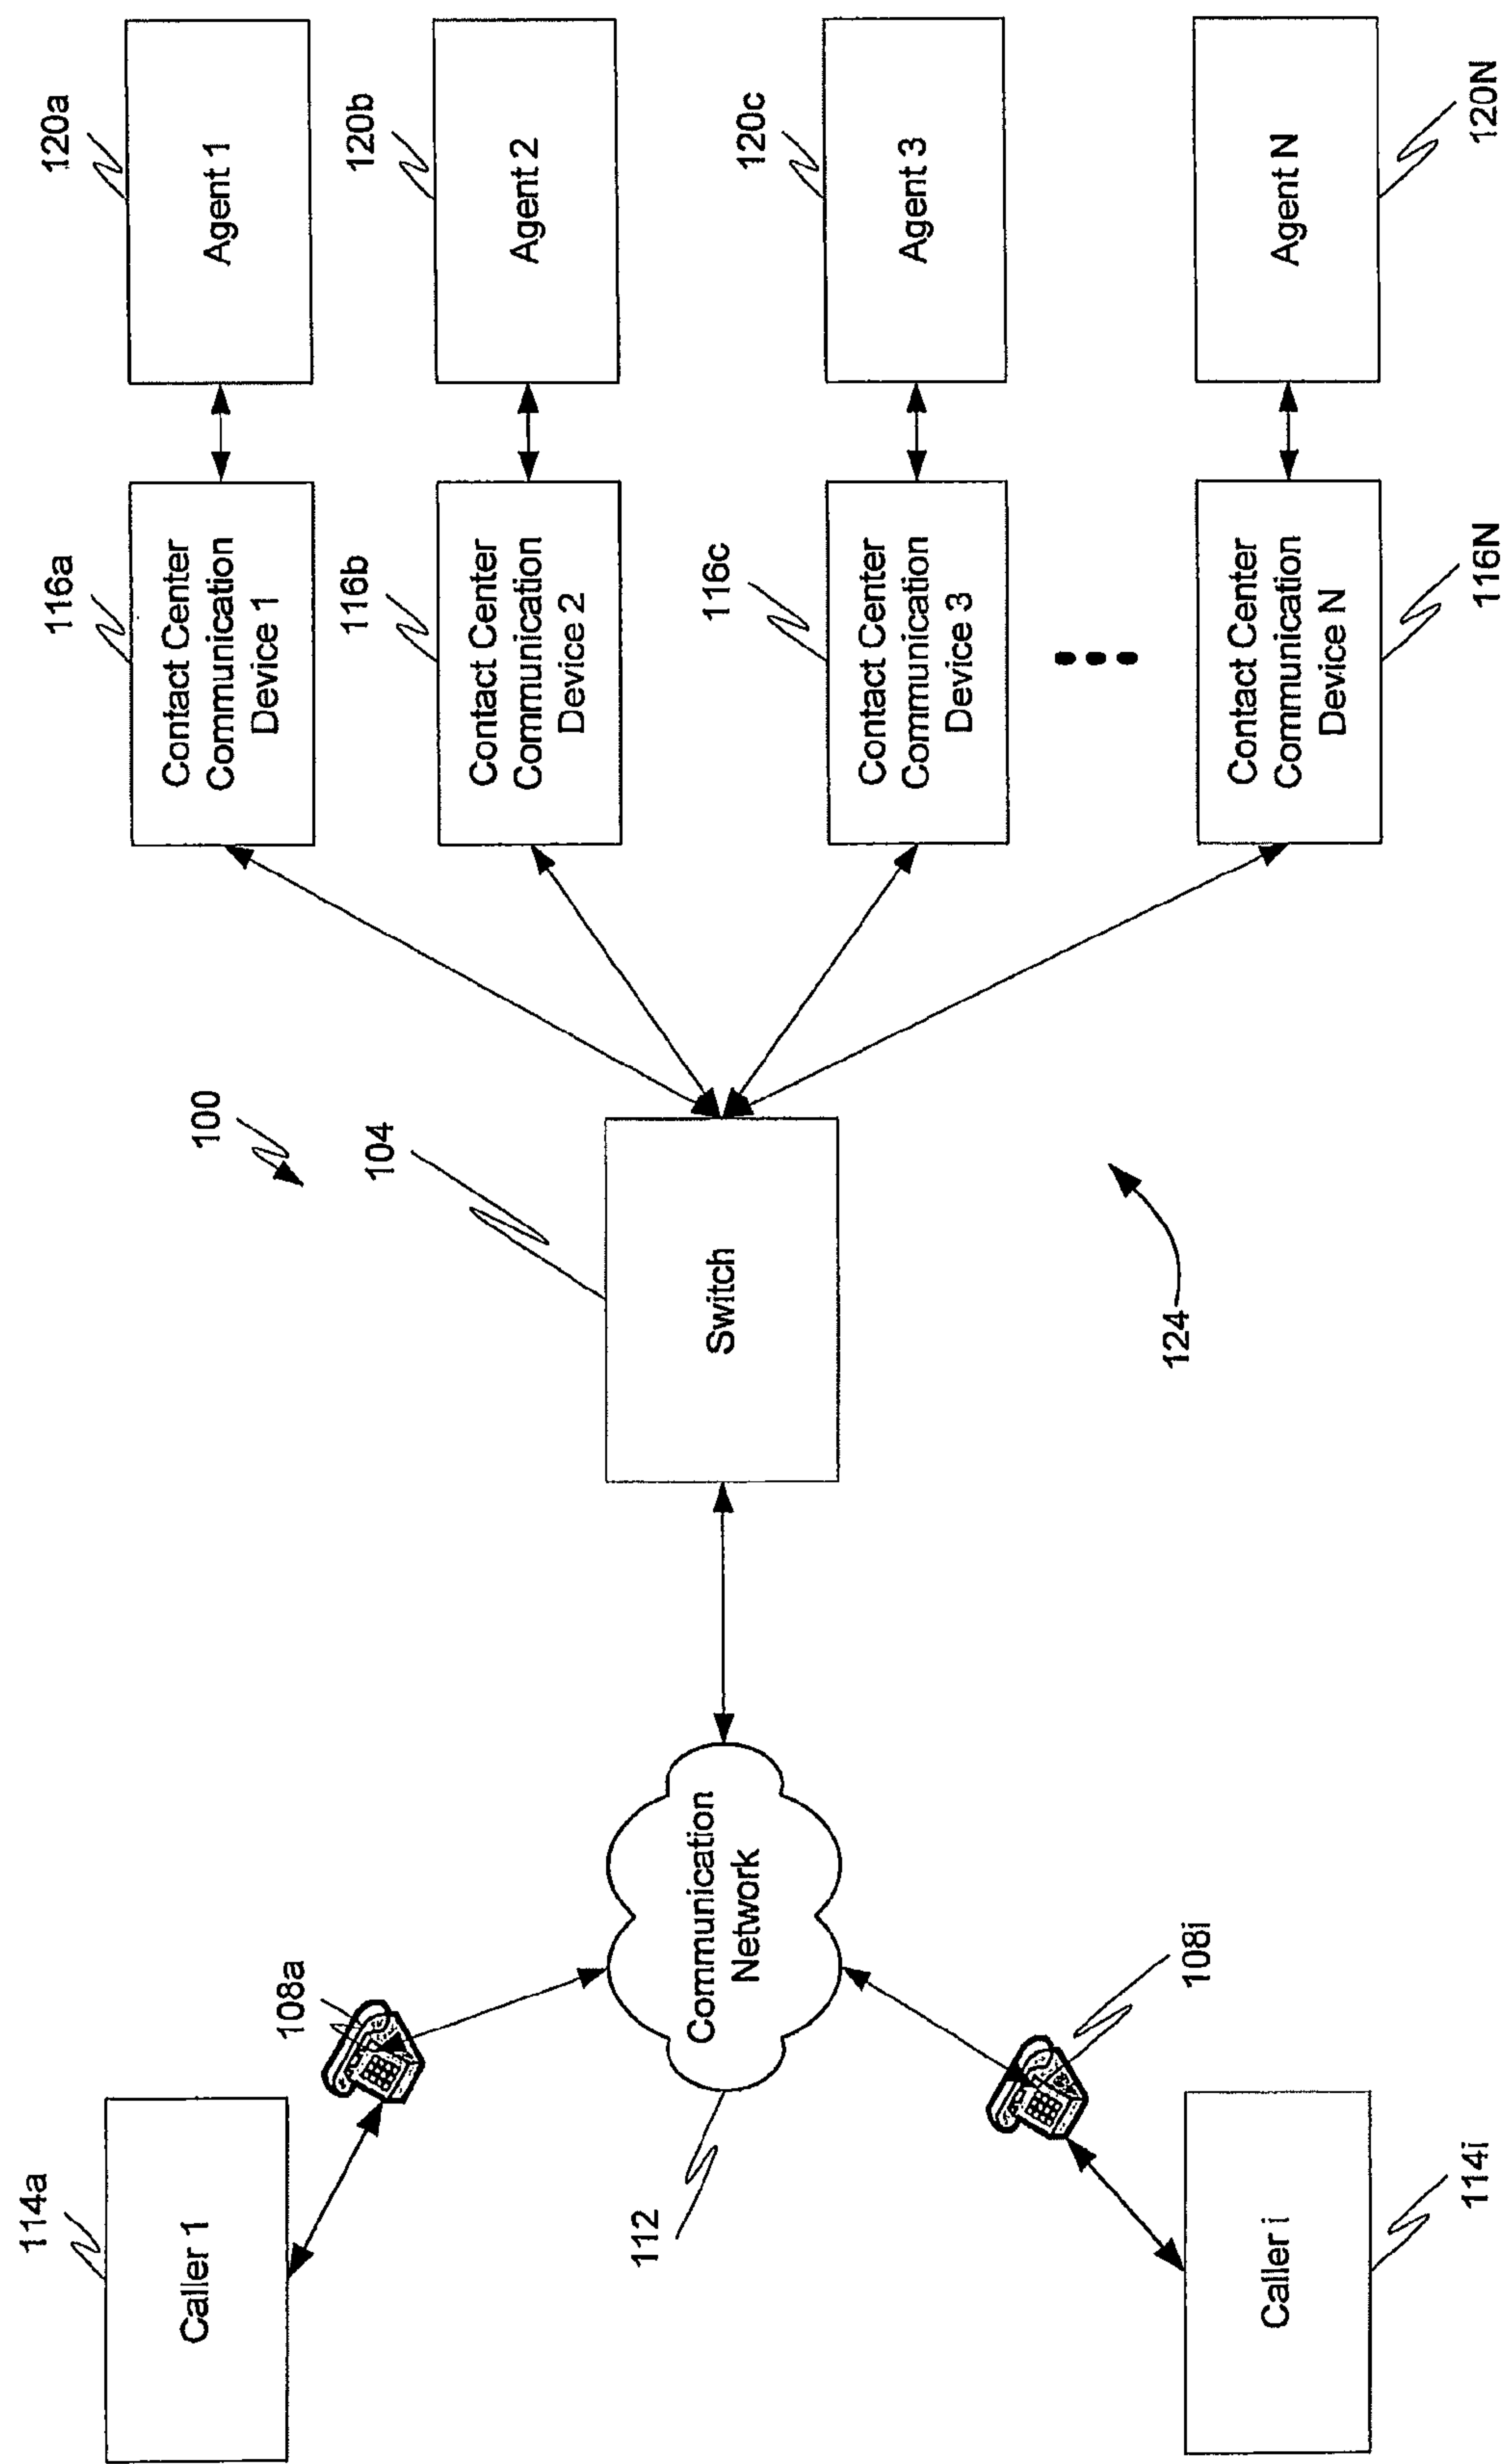 114a
Caller 1
108a
112
Communication
Network
108i
Caller i
114i
100
104
Switch
124
116a
Contact Center
Communication
Device 1
120a
Agent 1
116b
Contact Center
Communication
Device 2
120b
Agent 2
116c
Contact Center
Communication
Device 3
120c
Agent 3
116N
Contact Center
Communication
Device N
120N
Agent N